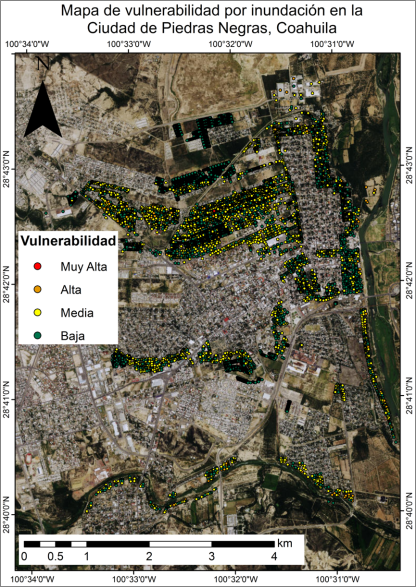 Mapa de vulnerabilidad por inundación en la
Ciudad de Piedras Negras, Coahuila
100°34'0"W 100°33'0"W 100°32'0"W 100°31'0"W
N
28°43'0"N 28°43'0"N
Vulnerabilidad
Muy Alta
Alta
Media
Baja
28°42'0"N 28°42'0"N
28°41'0"N 28°41'0"N
28°40'0"N 28°40'0"N
km
0 0.5 1 2 3 4
100°34'0"W 100°33'0"W 100°32'0"W 100°31'0"W